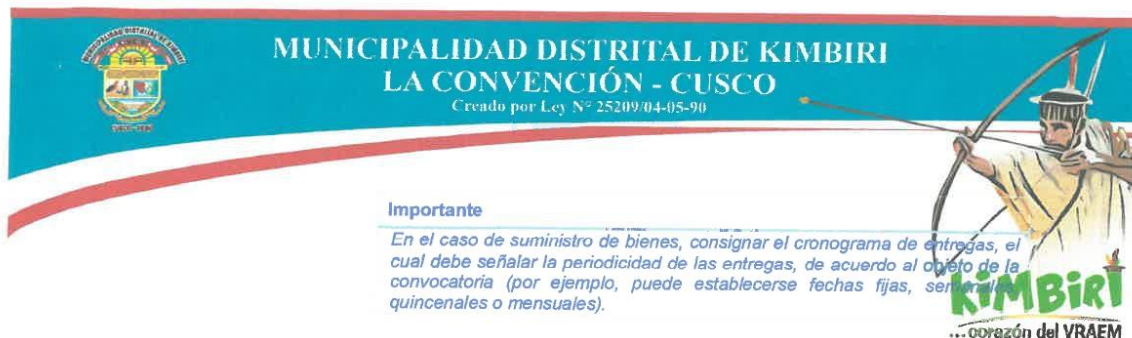 MUNICIPALIDAD DISTRITAL DE KIMBIRI
LA CONVENCIÓN - CUSCO
Creado por Ley Nº 25209/04-05-90
Importante
En el caso de suministro de bienes, consignar el cronograma de entregas, el
cual debe señalar la periodicidad de las entregas, de acuerdo al objeto de la
convocatoria (por ejemplo, puede establecerse fechas fijas, semanales,
quincenales o mensuales).
KiMBiRi
...corazón del VRAEM